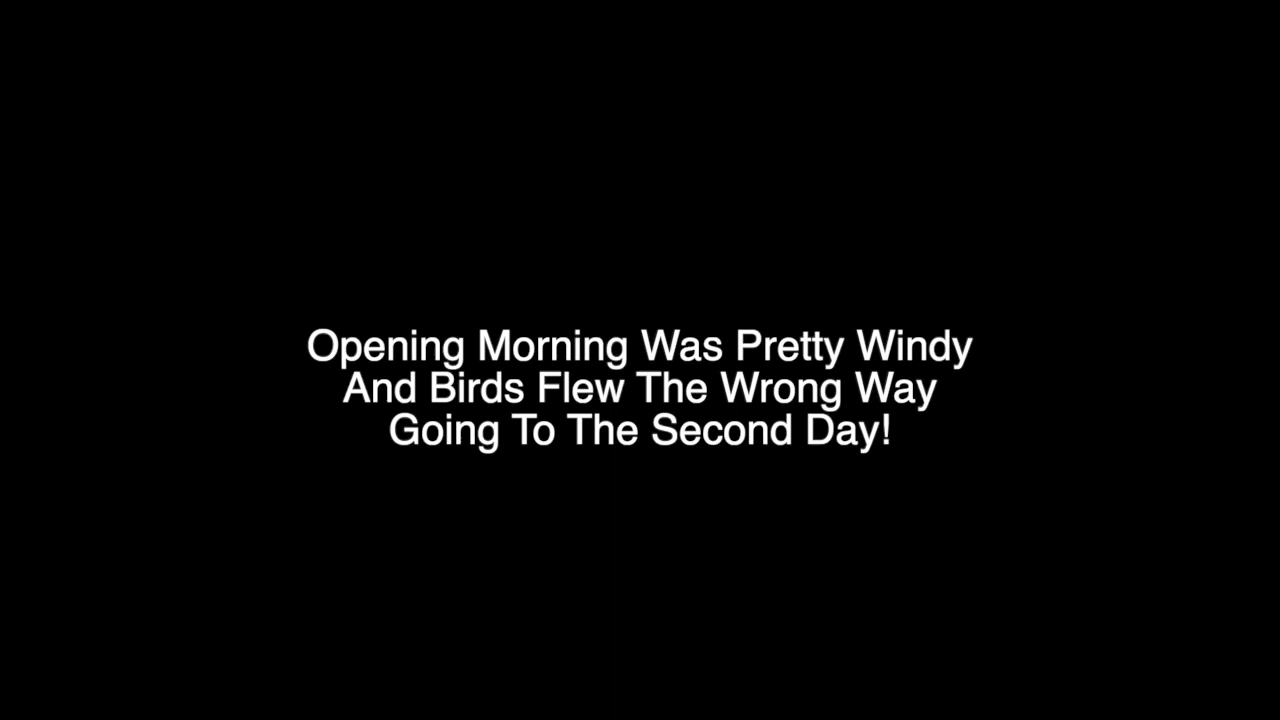 Opening Morning Was Pretty Windy
And Birds Flew The Wrong Way
Going To The Second Day!